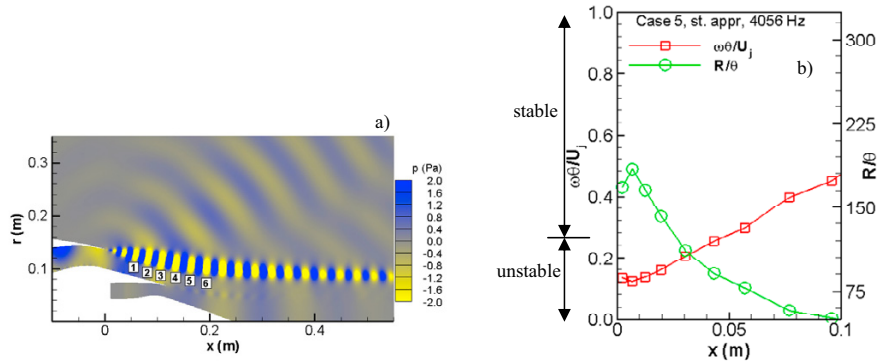 a)
p (Pa)
2.0
1.6
1.2
0.8
0.4
0.0
-0.4
-0.8
-1.2
-1.6
-2.0
r (m)
0.3
0.2
0.1
1
2
3
4
5
6
0
0.2
0.4
x (m)
Case 5, st. appr, 4056 Hz
ωθ/Uj
R/θ
b)
stable
unstable
ωθ/Uj
1.0
0.8
0.6
0.4
0.2
0.0
R/θ
300
225
150
75
0
0.05
0.1
x (m)